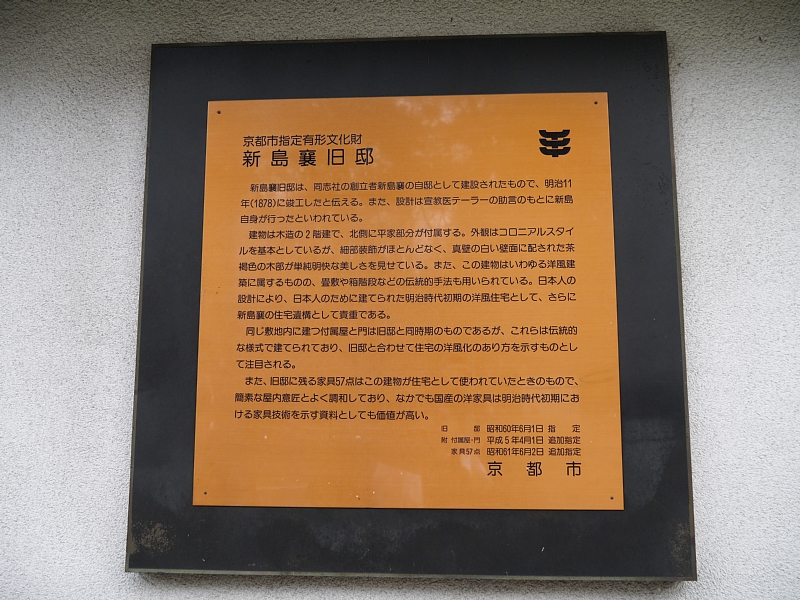 京都市指定有形文化財
新島襄旧邸
新島襄旧邸は、同志社の創立者新島襄の自邸として建設されたもので、明治11
年(1878)に竣工したと伝える。また、設計は宣教医テーラーの助言のもとに新島
自身が行ったといわれている。
建物は木造の2階建で、北側に平家部分が付属する。外観はコロニアルスタイ
ルを基本としているが、細部装飾がほとんどなく、真壁の白い壁面に配された茶
褐色の木部が単純明快な美しさを見せている。また、この建物はいわゆる洋風建
築に属するものの、畳敷や箱階段などの伝統的手法も用いられている。日本人の
設計により、日本人のために建てられた明治時代初期の洋風住宅として、さらに
新島襄の住宅遺構として貴重である。
同じ敷地内に建つ付属屋と門は旧邸と同時期のものであるが、これらは伝統的
な様式で建てられており、旧邸と合わせて住宅の洋風化のあり方を示すものとし
て注目される。
また、旧邸に残る家具57点はこの建物が住宅として使われていたときのもので、
簡素な屋内意匠とよく調和しており、なかでも国産の洋家具は明治時代初期にお
ける家具技術を示す資料としても価値が高い。
旧邸 昭和60年6月1日 指定
附 付属屋・門 平成5年4月1日 追加指定
家具57点 昭和61年6月2日 追加指定
京都市